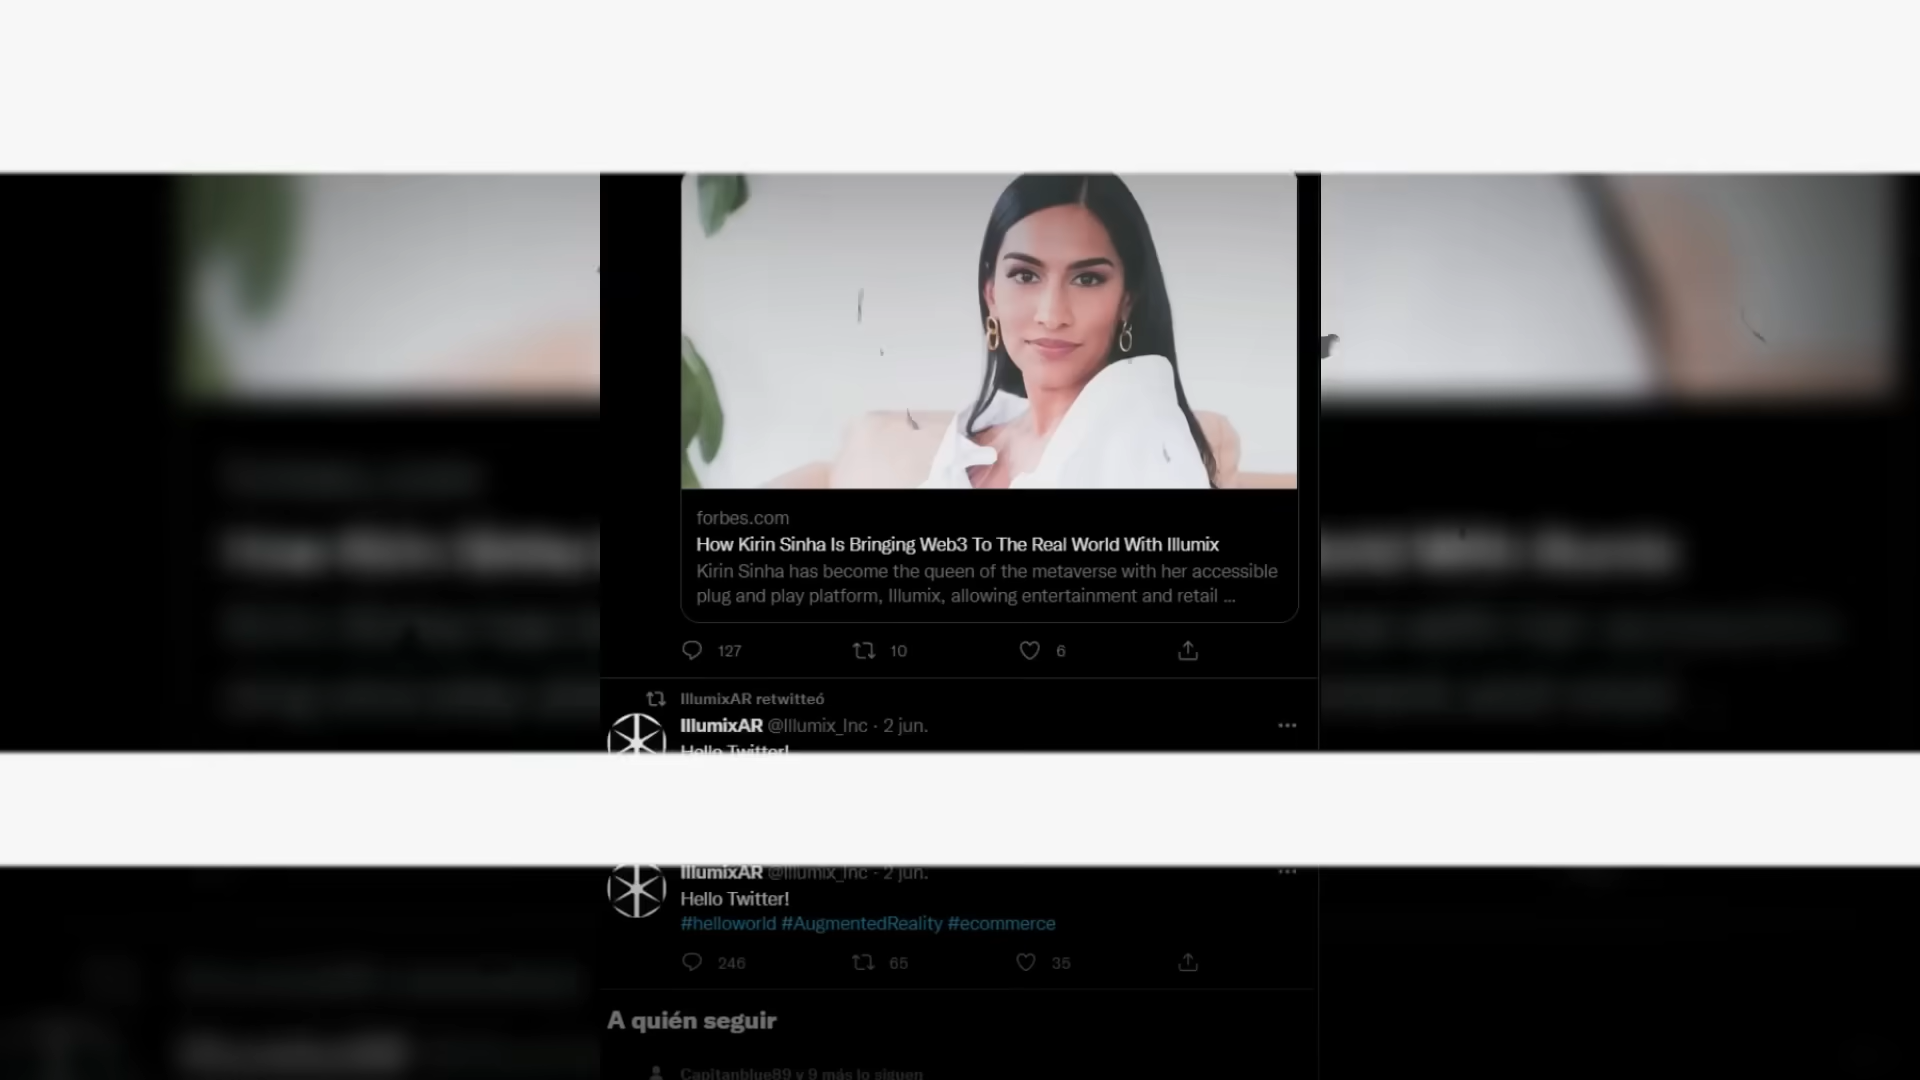 forbes.com
How Kirin Sinha Is Bringing Web3 To The Real World With Illumix
Kirin Sinha has become the queen of the metaverse with her accessible
plug and play platform, Illumix, allowing entertainment and retail ...
127 10 6
IllumixAR retwitteó
IllumixAR @Illumix_Inc · 2 jun.
Hello Twitter!
IllumixAR @Illumix_Inc · 2 jun.
Hello Twitter!
#helloworld #AugmentedReality #ecommerce
246 65 35
A quién seguir
Capitanblue89 y 9 más lo siguen